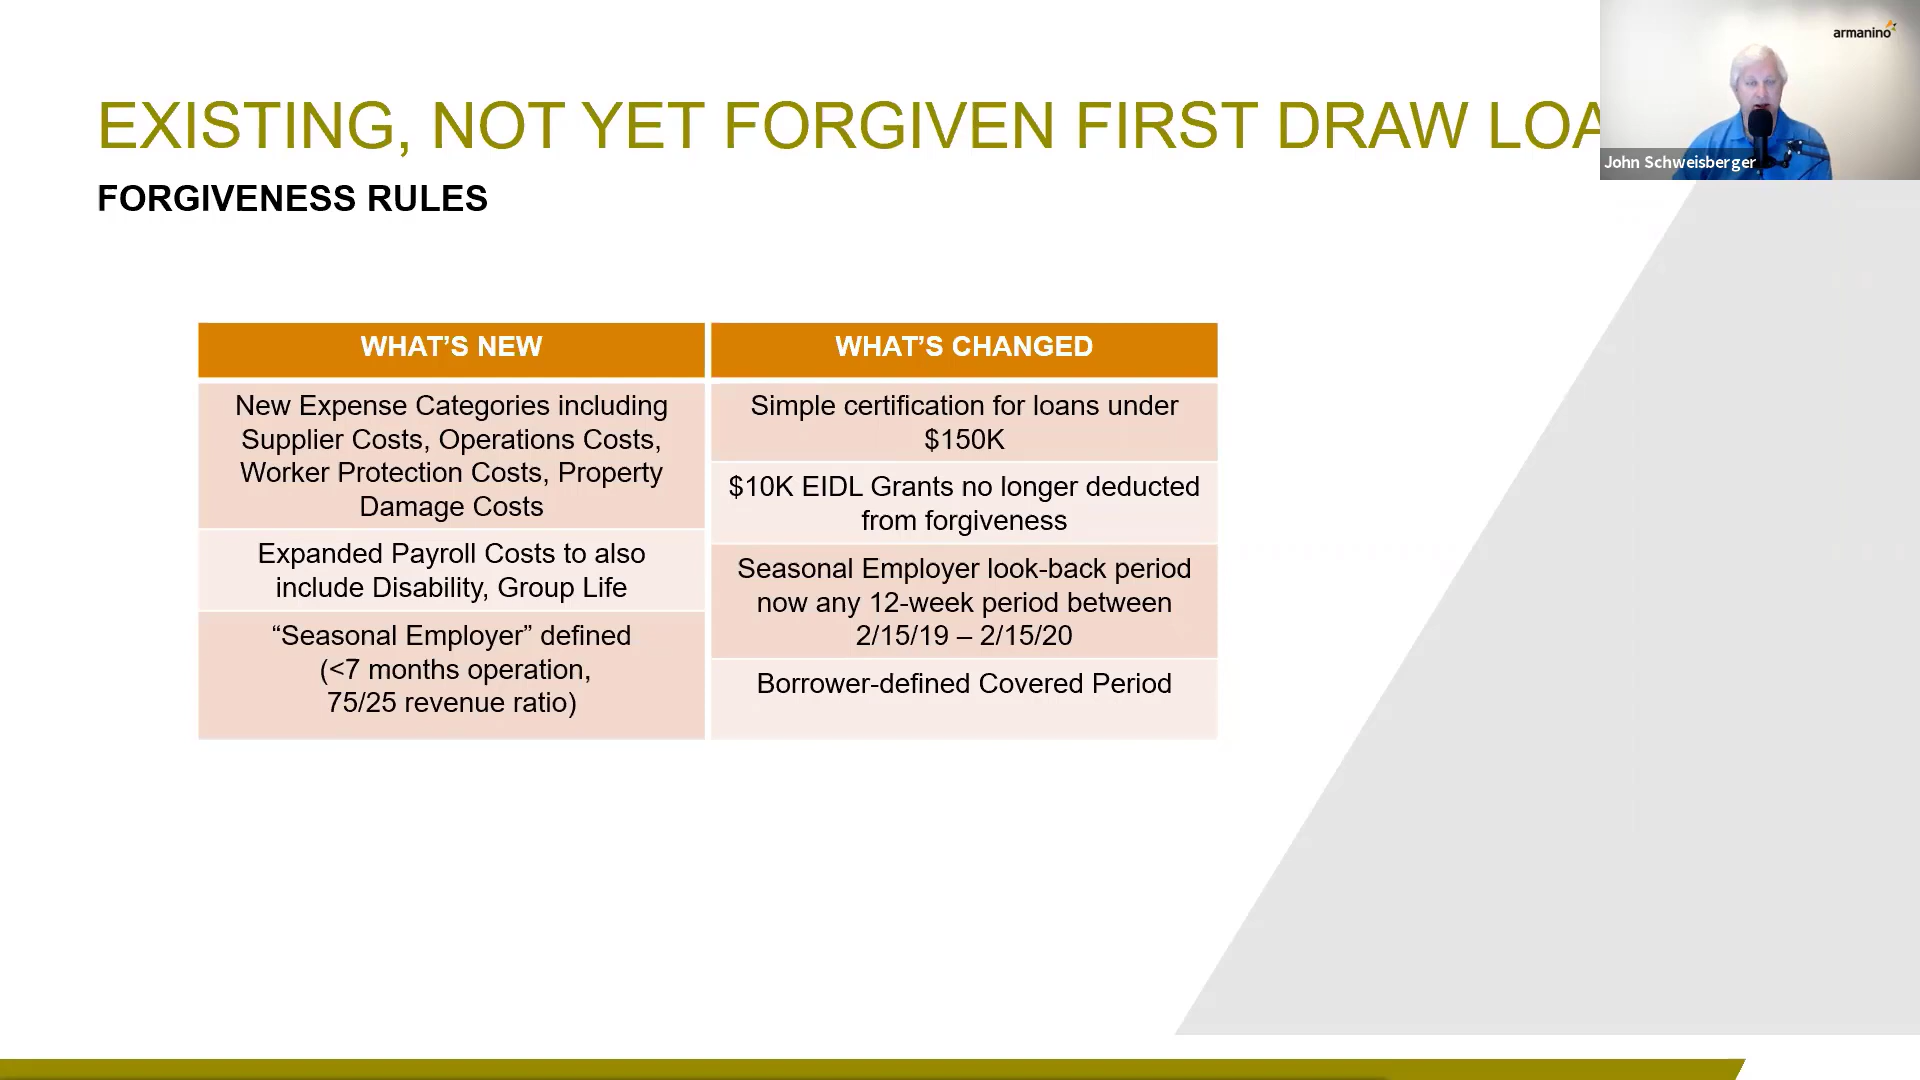 armanino
EXISTING, NOT YET FORGIVEN FIRST DRAW
John Schweisberger
FORGIVENESS RULES
WHAT’S NEW
New Expense Categories including
Supplier Costs, Operations Costs,
Worker Protection Costs, Property
Damage Costs
Expanded Payroll Costs to also
include Disability, Group Life
“Seasonal Employer” defined
(<7 months operation,
75/25 revenue ratio)
WHAT’S CHANGED
Simple certification for loans under
$150K
$10K EIDL Grants no longer deducted
from forgiveness
Seasonal Employer look-back period
now any 12-week period between
2/15/19 – 2/15/20
Borrower-defined Covered Period